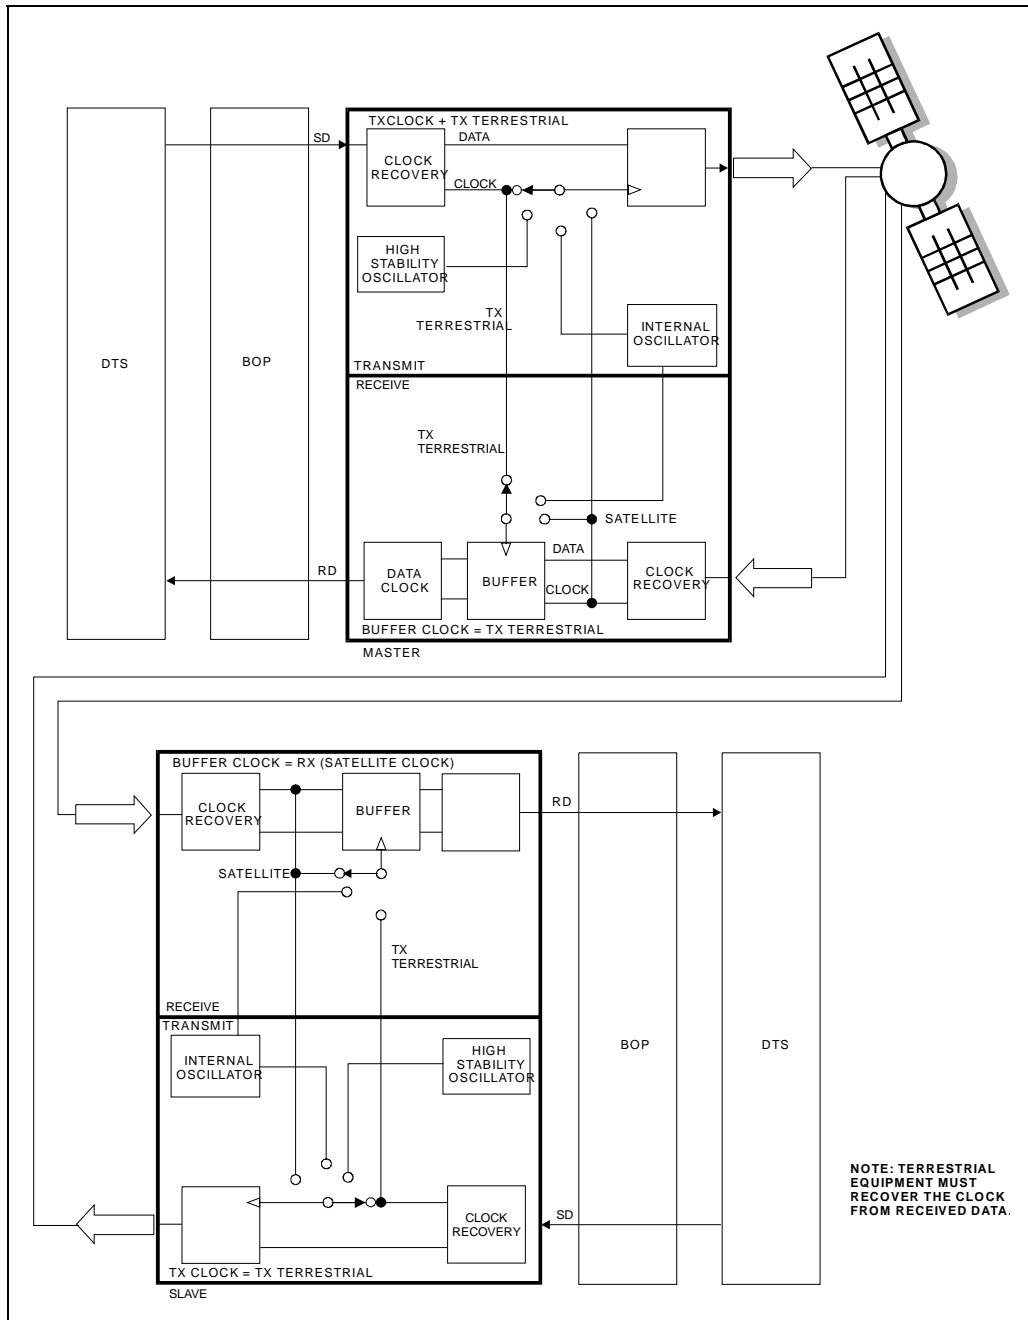 TXCLOCK + TX TERRESTRIAL
SD
DATA
CLOCK
RECOVERY
CLOCK
HIGH
STABILITY
OSCILLATOR
TX
TERRESTRIAL
INTERNAL
OSCILLATOR
DTS
BOP
TRANSMIT
RECEIVE
TX
TERRESTRIAL
SATELLITE
RD
DATA
CLOCK
BUFFER
DATA
CLOCK
CLOCK
RECOVERY
BUFFER CLOCK = TX TERRESTRIAL
MASTER
BUFFER CLOCK = RX (SATELLITE CLOCK)
CLOCK
RECOVERY
BUFFER
RD
SATELLITE
TX
TERRESTRIAL
RECEIVE
TRANSMIT
INTERNAL
OSCILLATOR
HIGH
STABILITY
OSCILLATOR
BOP
DTS
CLOCK
RECOVERY
SD
TX CLOCK = TX TERRESTRIAL
SLAVE
NOTE: TERRESTRIAL
EQUIPMENT MUST
RECOVER THE CLOCK
FROM RECEIVED DATA.